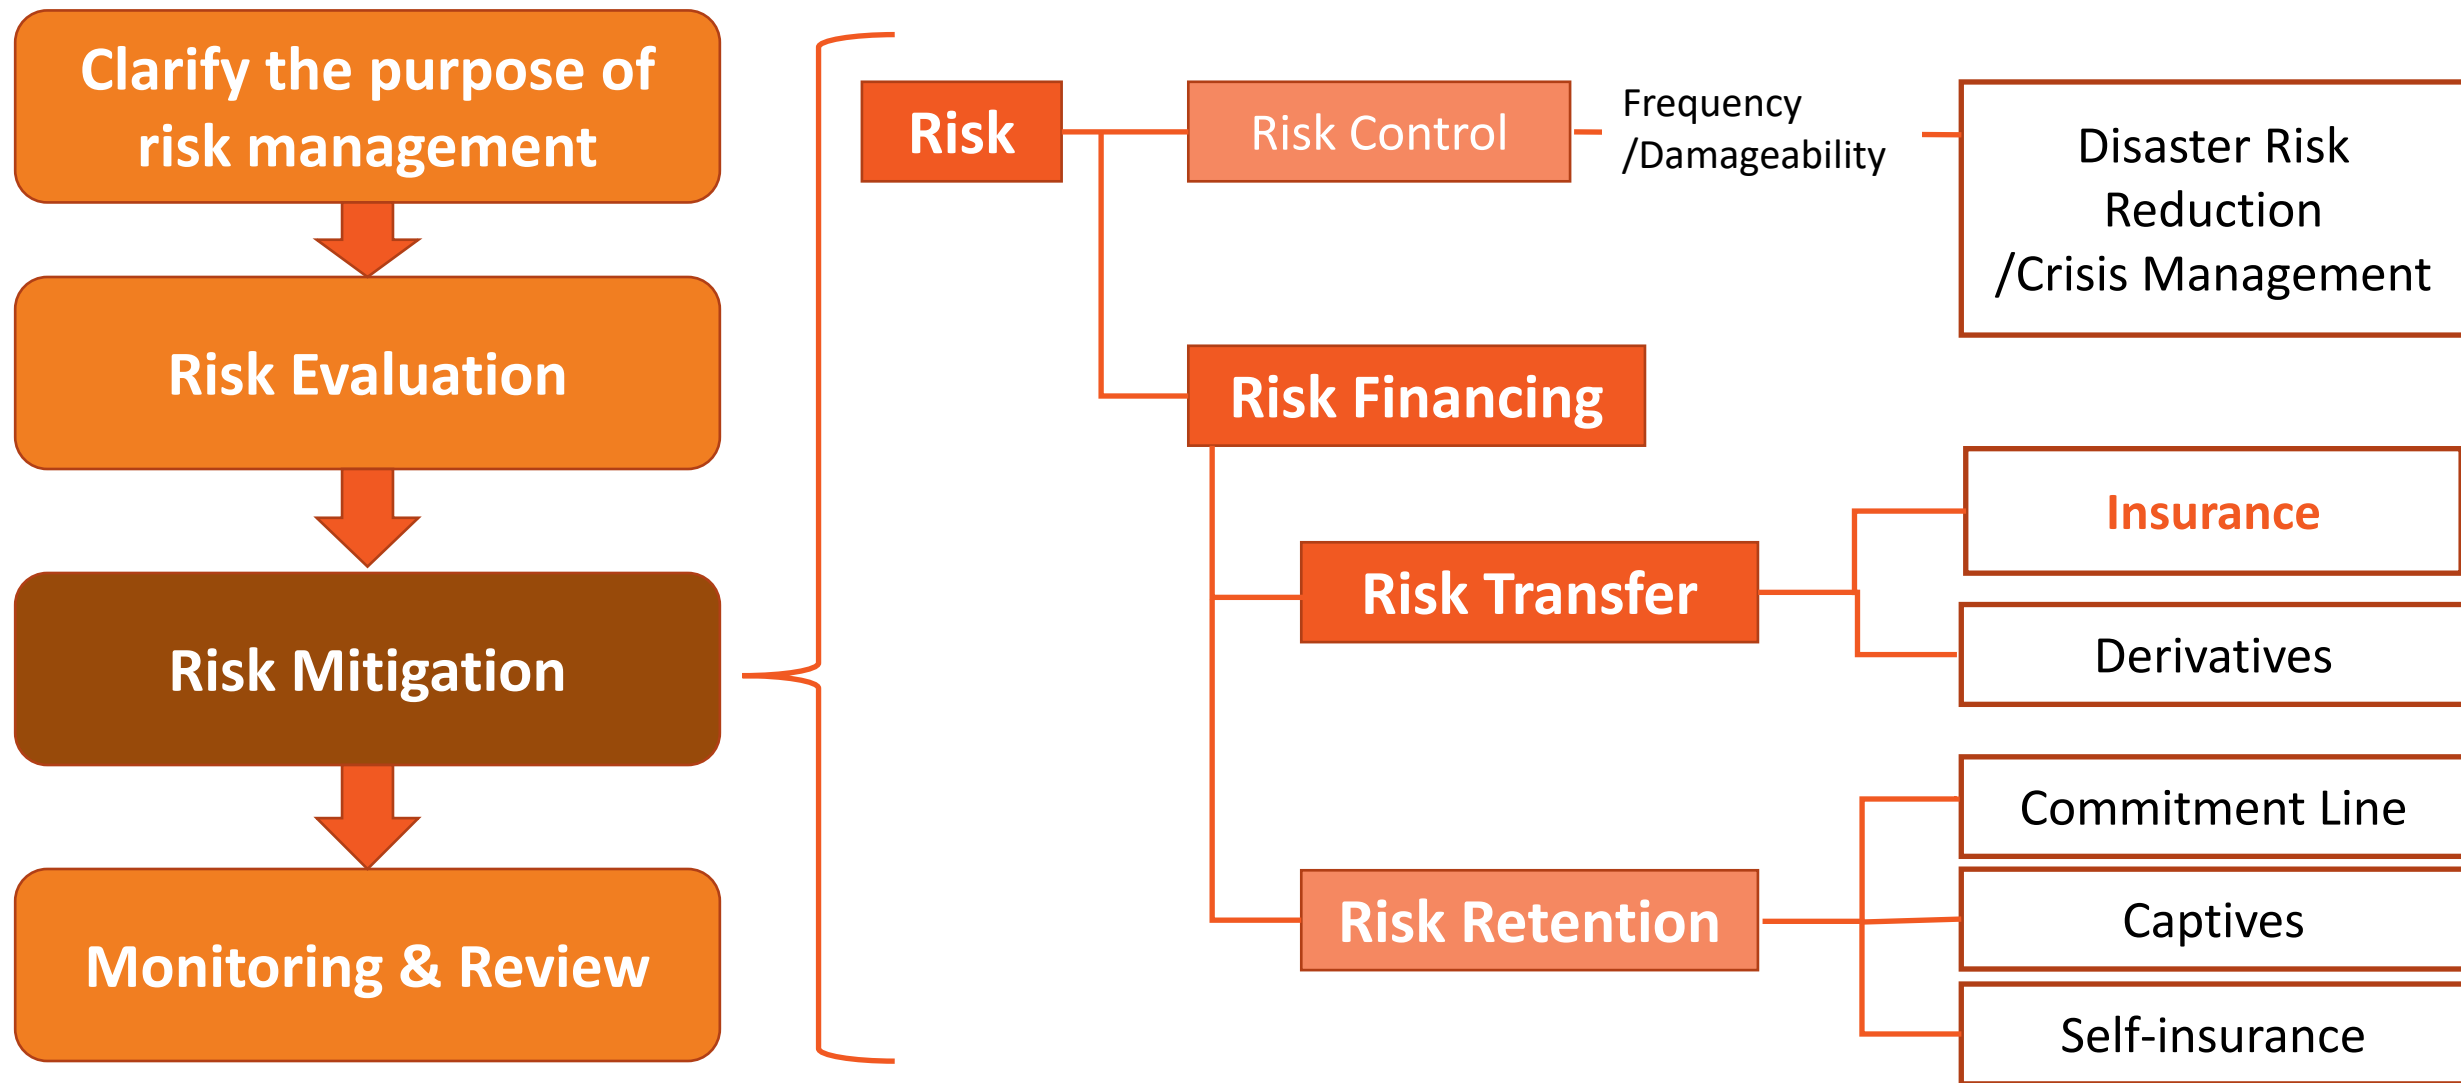 Clarify the purpose of
risk management
Risk Evaluation
Risk Mitigation
Monitoring & Review
Risk
Risk Control
Frequency
/Damageability
Disaster Risk
Reduction
/Crisis Management
Risk Financing
Risk Transfer
Insurance
Derivatives
Risk Retention
Commitment Line
Captives
Self-insurance